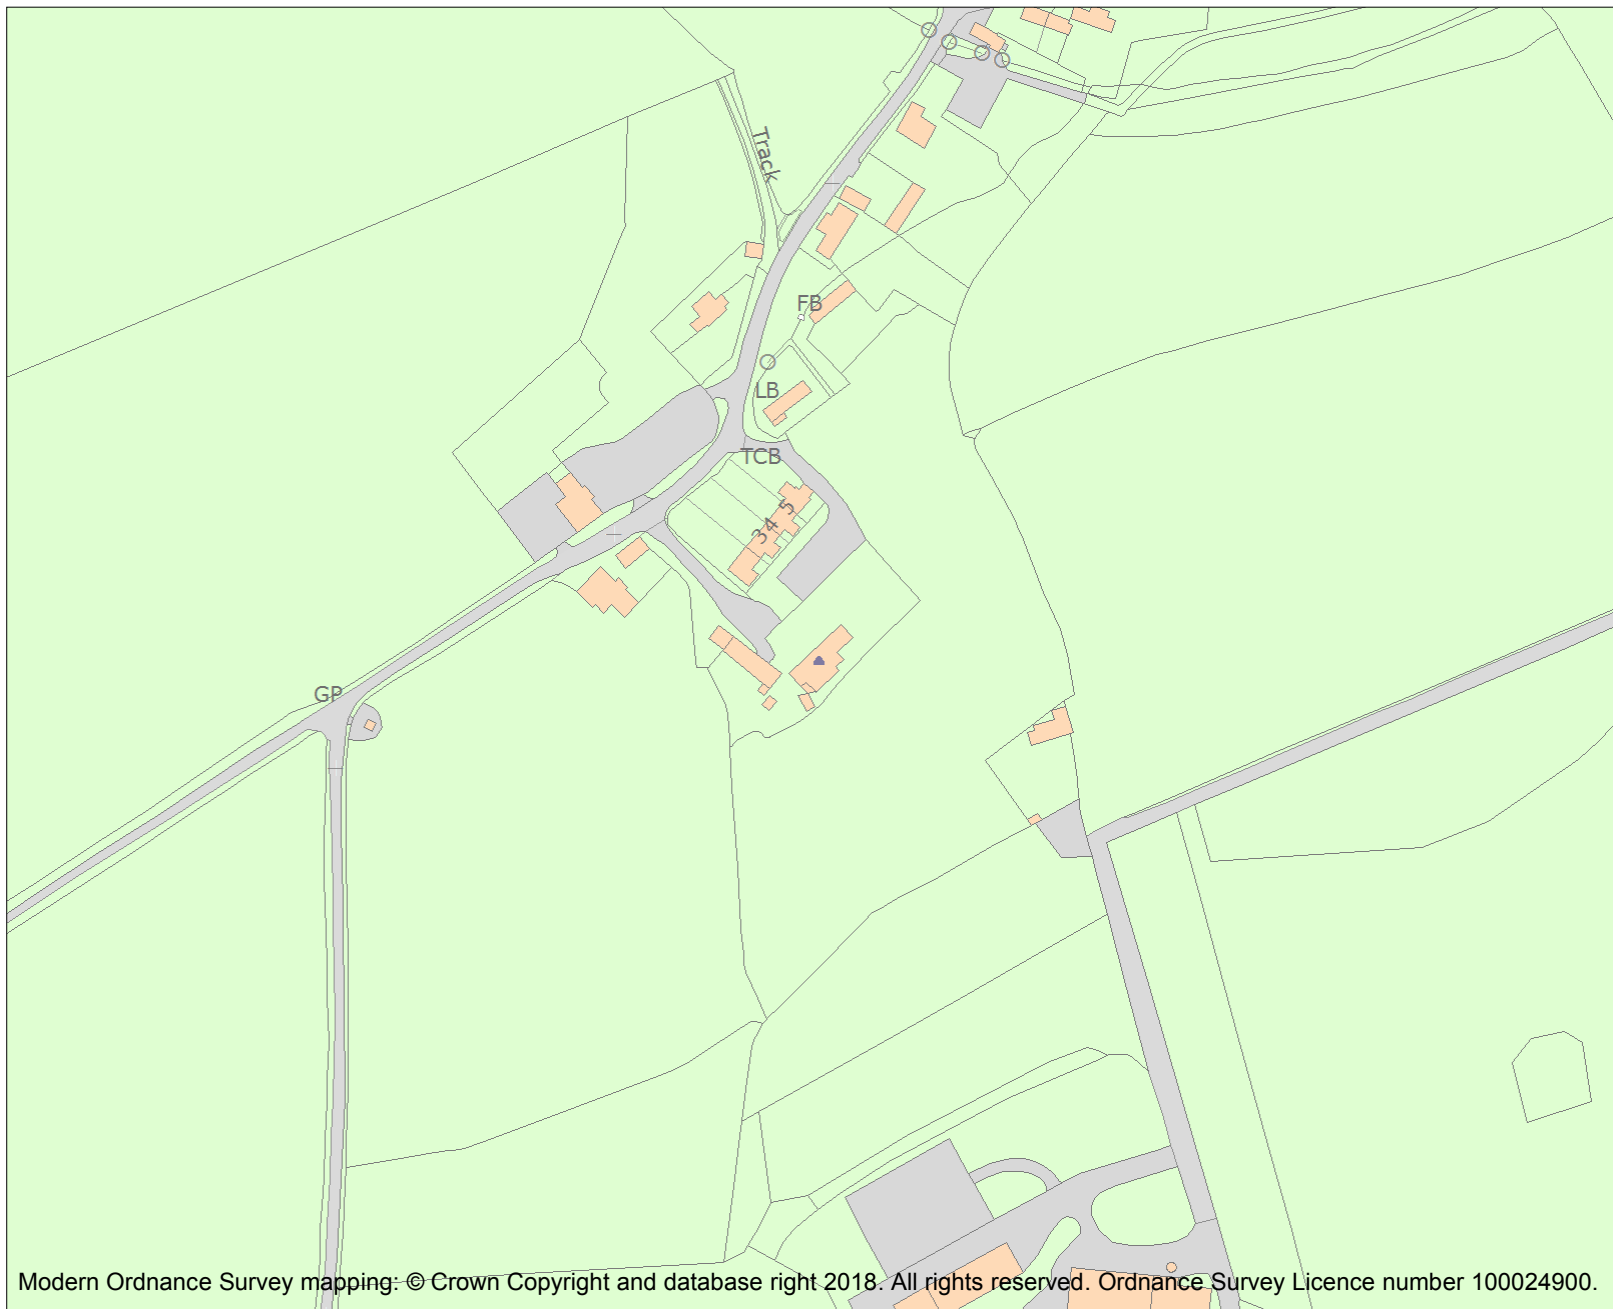 Track
FB
LB
TCB
3 4 5
GP
Modern Ordnance Survey mapping: © Crown Copyright and database right 2018. All rights reserved. Ordnance Survey Licence number 100024900.